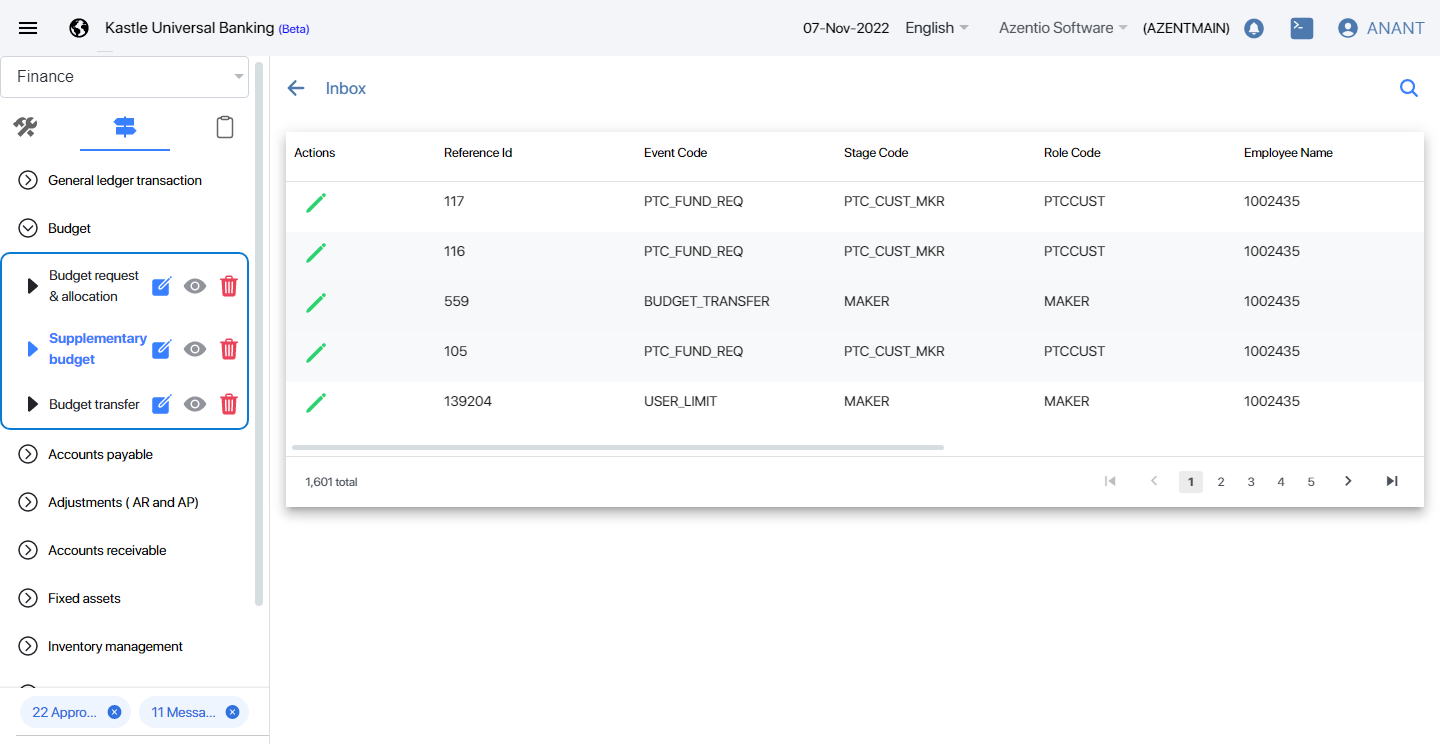 Kastle Universal Banking (Beta)
07-Nov-2022 English Azentio Software (AZENTMAIN) ANANT
Finance
General ledger transaction
Budget
Budget request
& allocation
Supplementary
budget
Budget transfer
Accounts payable
Adjustments ( AR and AP)
Accounts receivable
Fixed assets
Inventory management
22 Appro... 11 Messa...
Inbox
Actions Reference Id Event Code Stage Code Role Code Employee Name
117 PTC_FUND_REQ PTC_CUST_MKR PTCCUST 1002435
116 PTC_FUND_REQ PTC_CUST_MKR PTCCUST 1002435
559 BUDGET_TRANSFER MAKER MAKER 1002435
105 PTC_FUND_REQ PTC_CUST_MKR PTCCUST 1002435
139204 USER_LIMIT MAKER MAKER 1002435
1,601 total 1 2 3 4 5